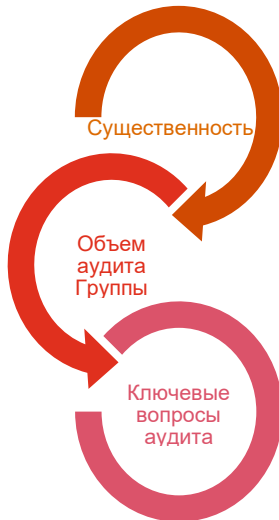 Существенность
Объем
аудита
Группы
Ключевые
вопросы
аудита